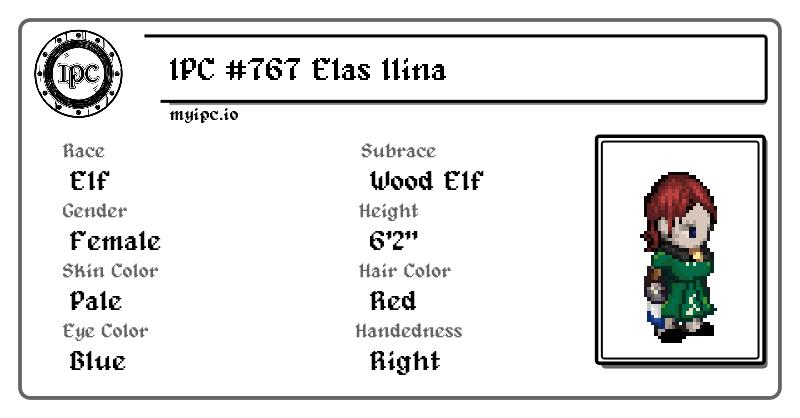 IPC
IPC #767 Elas Ilina
myipc.io
Race
Elf
Subrace
Wood Elf
Gender
Female
Height
6'2"
Skin Color
Pale
Hair Color
Red
Eye Color
Blue
Handedness
Right